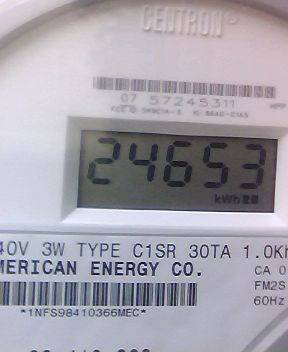 CENTRON
07 57245311
24653
kWh
40V 3W TYPE C1SR 30TA 1.0Kh
MERICAN ENERGY CO.
CA 0
FM2S
60Hz
*1NFS98410366MEC*